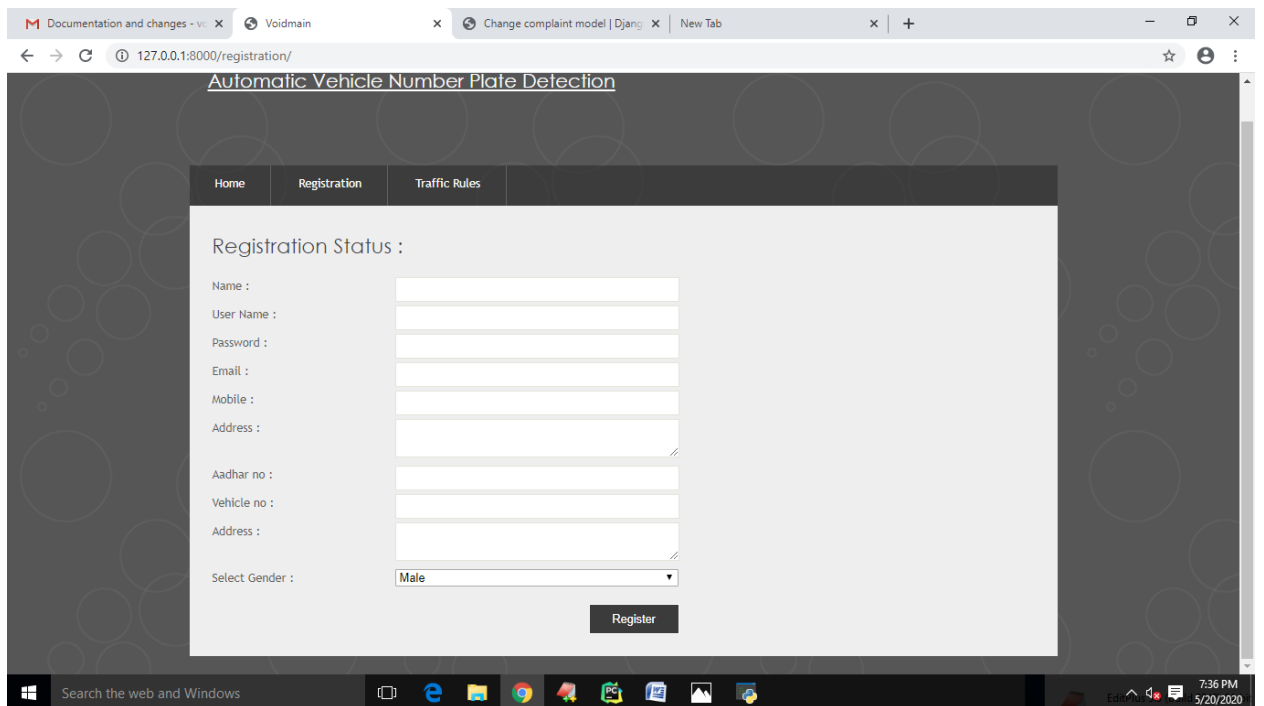 Documentation and changes - vo
Voidmain
Change complaint model | Djang
New Tab
127.0.0.1:8000/registration/
Automatic Vehicle Number Plate Detection
Home Registration Traffic Rules
Registration Status :
Name :
User Name :
Password :
Email :
Mobile :
Address :
Aadhar no :
Vehicle no :
Address :
Select Gender : Male
Register
Search the web and Windows
7:36 PM
5/20/2020